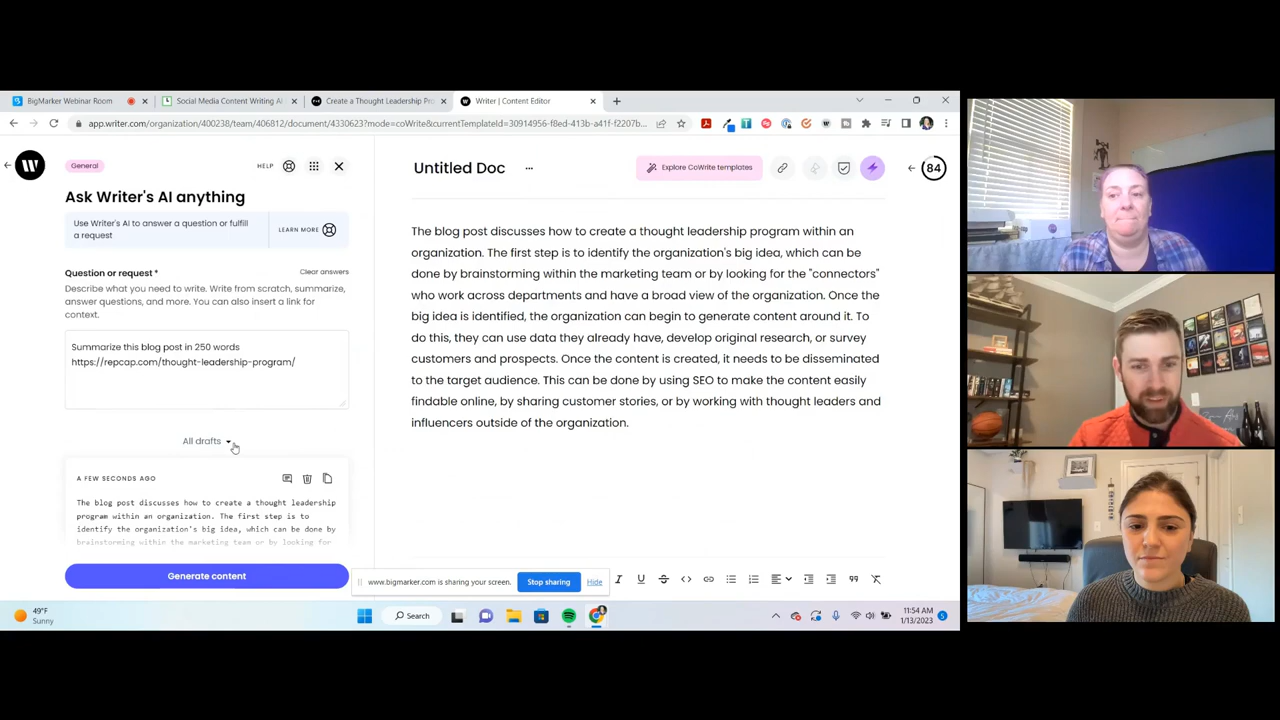 BigMarker Webinar Room
Social Media Content Writing AI
Create a Thought Leadership Pro
Writer | Content Editor
app.writer.com/organization/400238/team/406812/document/4330623?mode=coWrite&currentTemplateId=30914956-f8ed-413b-a41f-f2207b...
General
HELP
Ask Writer's AI anything
Use Writer's AI to answer a question or fulfill
a request
LEARN MORE
Question or request *
Clear answers
Describe what you need to write. Write from scratch, summarize,
answer questions, and more. You can also insert a link for
context.
Summarize this blog post in 250 words
https://repcap.com/thought-leadership-program/
All drafts
A FEW SECONDS AGO
The blog post discusses how to create a thought leadership
program within an organization. The first step is to
identify the organization's big idea, which can be done by
brainstorming within the marketing team or by looking for
Generate content
Untitled Doc
...
Explore CoWrite templates
84
The blog post discusses how to create a thought leadership program within an
organization. The first step is to identify the organization's big idea, which can be
done by brainstorming within the marketing team or by looking for the "connectors"
who work across departments and have a broad view of the organization. Once the
big idea is identified, the organization can begin to generate content around it. To
do this, they can use data they already have, develop original research, or survey
customers and prospects. Once the content is created, it needs to be disseminated
to the target audience. This can be done by using SEO to make the content easily
findable online, by sharing customer stories, or by working with thought leaders and
influencers outside of the organization.
www.bigmarker.com is sharing your screen.
Stop sharing
Hide
49°F
Sunny
Search
11:54 AM
1/13/2023
5